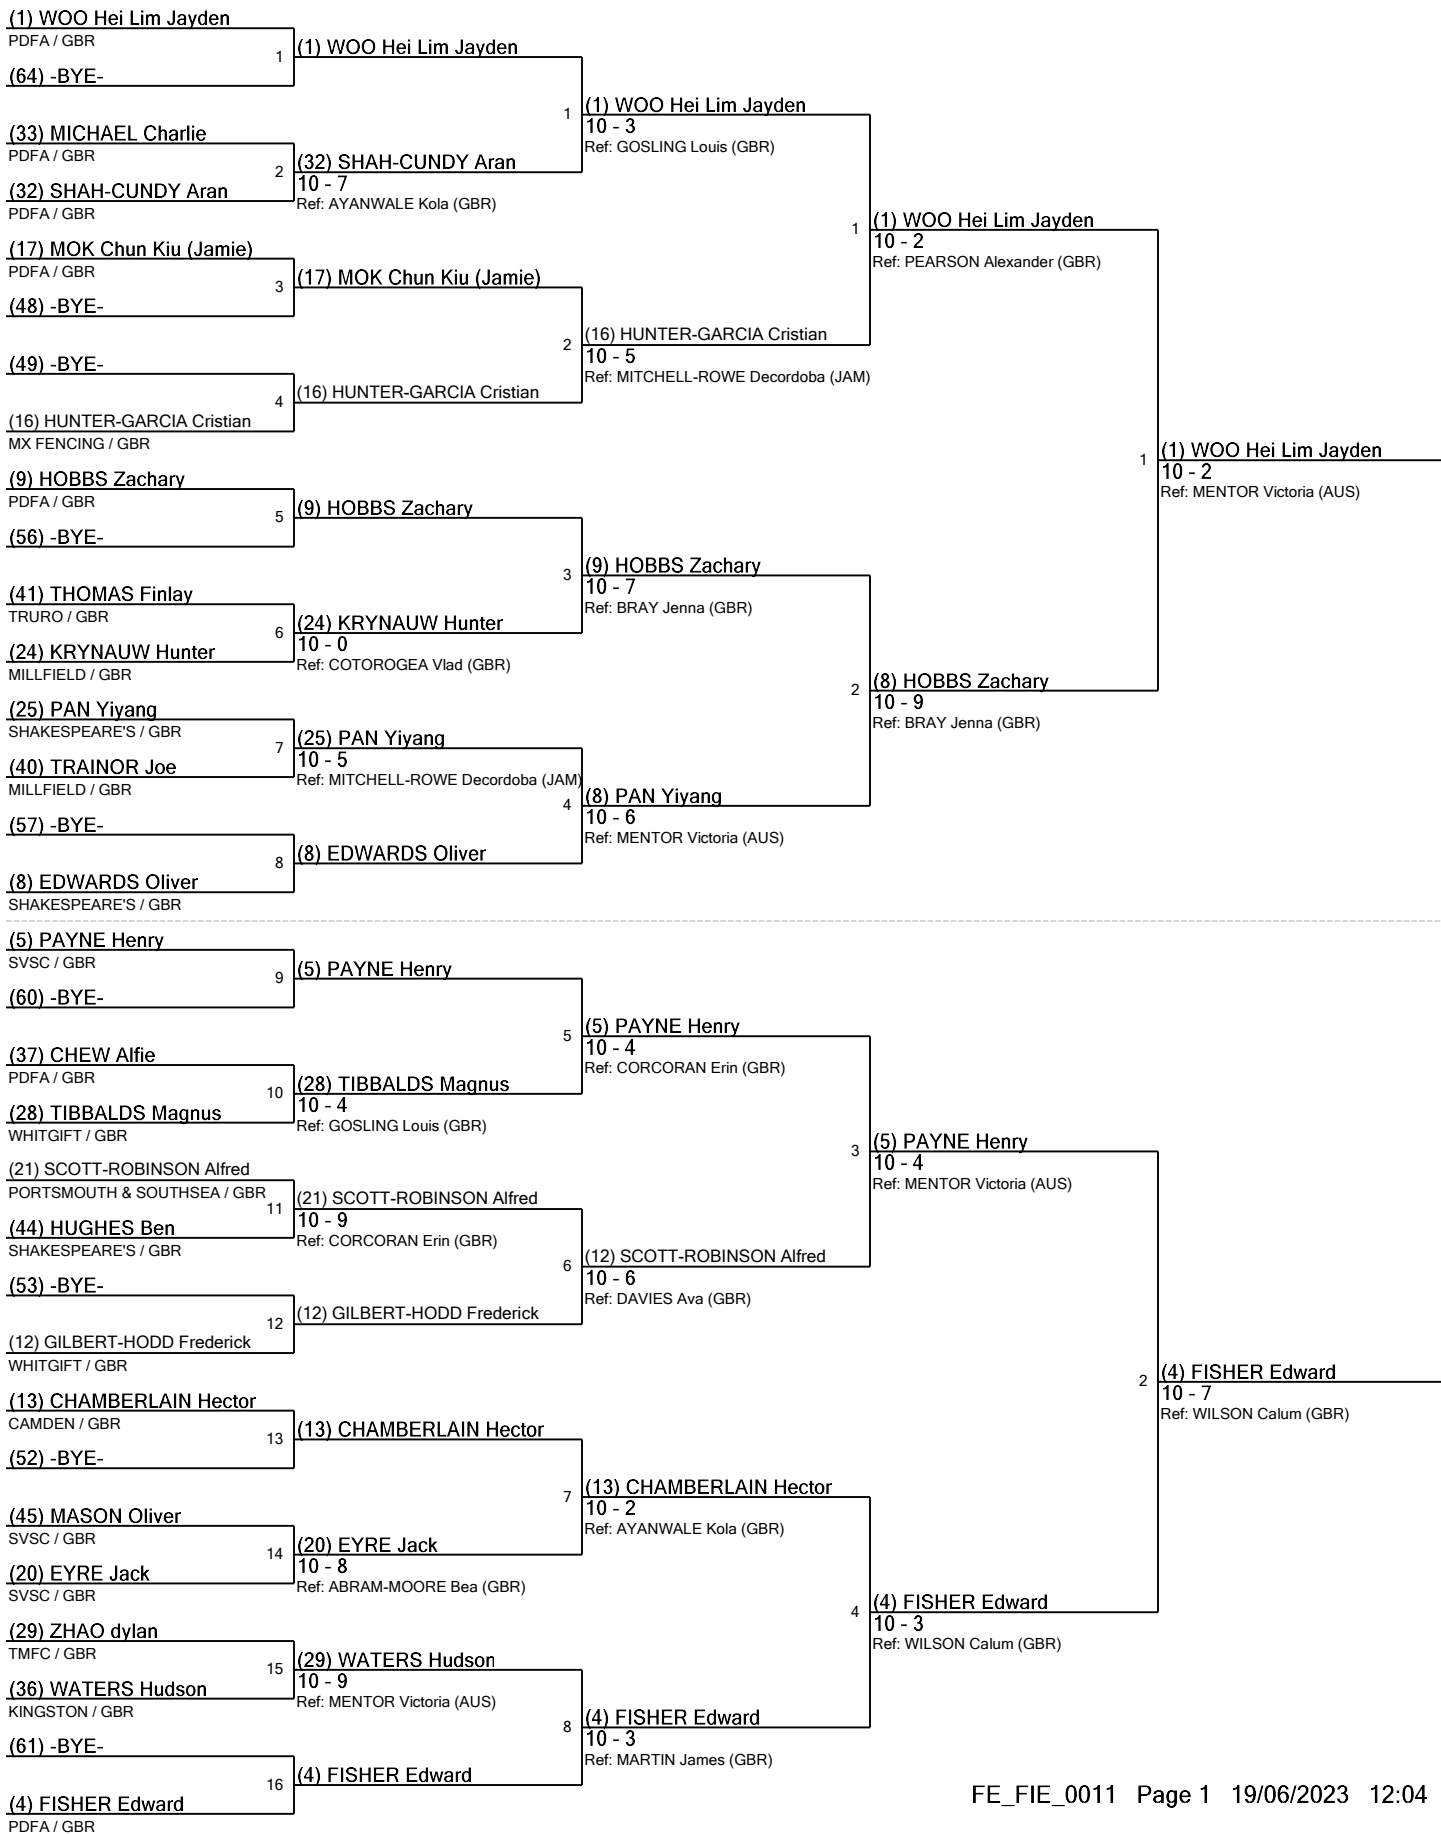 (1) WOO Hei Lim Jayden
PDFA / GBR
1
(1) WOO Hei Lim Jayden
(64) -BYE-
1
(1) WOO Hei Lim Jayden
10 - 3
Ref: GOSLING Louis (GBR)
(33) MICHAEL Charlie
PDFA / GBR
2
(32) SHAH-CUNDY Aran
10 - 7
Ref: AYANWALE Kola (GBR)
(32) SHAH-CUNDY Aran
PDFA / GBR
1
(1) WOO Hei Lim Jayden
10 - 2
Ref: PEARSON Alexander (GBR)
(17) MOK Chun Kiu (Jamie)
PDFA / GBR
3
(17) MOK Chun Kiu (Jamie)
(48) -BYE-
2
(16) HUNTER-GARCIA Cristian
10 - 5
Ref: MITCHELL-ROWE Decordoba (JAM)
(49) -BYE-
4
(16) HUNTER-GARCIA Cristian
(16) HUNTER-GARCIA Cristian
MX FENCING / GBR
1
(1) WOO Hei Lim Jayden
10 - 2
Ref: MENTOR Victoria (AUS)
(9) HOBBS Zachary
PDFA / GBR
5
(9) HOBBS Zachary
(56) -BYE-
3
(9) HOBBS Zachary
10 - 7
Ref: BRAY Jenna (GBR)
(41) THOMAS Finlay
TRURO / GBR
6
(24) KRYNAUW Hunter
10 - 0
Ref: COTOROGEA Vlad (GBR)
(24) KRYNAUW Hunter
MILLFIELD / GBR
2
(8) HOBBS Zachary
10 - 9
Ref: BRAY Jenna (GBR)
(25) PAN Yiyang
SHAKESPEARE'S / GBR
7
(25) PAN Yiyang
10 - 5
Ref: MITCHELL-ROWE Decordoba (JAM)
(40) TRAINOR Joe
MILLFIELD / GBR
4
(8) PAN Yiyang
10 - 6
Ref: MENTOR Victoria (AUS)
(57) -BYE-
8
(8) EDWARDS Oliver
(8) EDWARDS Oliver
SHAKESPEARE'S / GBR
(5) PAYNE Henry
SVSC / GBR
9
(5) PAYNE Henry
(60) -BYE-
5
(5) PAYNE Henry
10 - 4
Ref: CORCORAN Erin (GBR)
(37) CHEW Alfie
PDFA / GBR
10
(28) TIBBALDS Magnus
10 - 4
Ref: GOSLING Louis (GBR)
(28) TIBBALDS Magnus
WHITGIFT / GBR
3
(5) PAYNE Henry
10 - 4
Ref: MENTOR Victoria (AUS)
(21) SCOTT-ROBINSON Alfred
PORTSMOUTH & SOUTHSEA / GBR
11
(21) SCOTT-ROBINSON Alfred
10 - 9
Ref: CORCORAN Erin (GBR)
(44) HUGHES Ben
SHAKESPEARE'S / GBR
6
(12) SCOTT-ROBINSON Alfred
10 - 6
Ref: DAVIES Ava (GBR)
(53) -BYE-
12
(12) GILBERT-HODD Frederick
(12) GILBERT-HODD Frederick
WHITGIFT / GBR
2
(4) FISHER Edward
10 - 7
Ref: WILSON Calum (GBR)
(13) CHAMBERLAIN Hector
CAMDEN / GBR
13
(13) CHAMBERLAIN Hector
(52) -BYE-
7
(13) CHAMBERLAIN Hector
10 - 2
Ref: AYANWALE Kola (GBR)
(45) MASON Oliver
SVSC / GBR
14
(20) EYRE Jack
10 - 8
Ref: ABRAM-MOORE Bea (GBR)
(20) EYRE Jack
SVSC / GBR
4
(4) FISHER Edward
10 - 3
Ref: WILSON Calum (GBR)
(29) ZHAO dylan
TMFC / GBR
15
(29) WATERS Hudson
10 - 9
Ref: MENTOR Victoria (AUS)
(36) WATERS Hudson
KINGSTON / GBR
8
(4) FISHER Edward
10 - 3
Ref: MARTIN James (GBR)
(61) -BYE-
16
(4) FISHER Edward
(4) FISHER Edward
PDFA / GBR
FE_FIE_0011 Page 1 19/06/2023 12:04